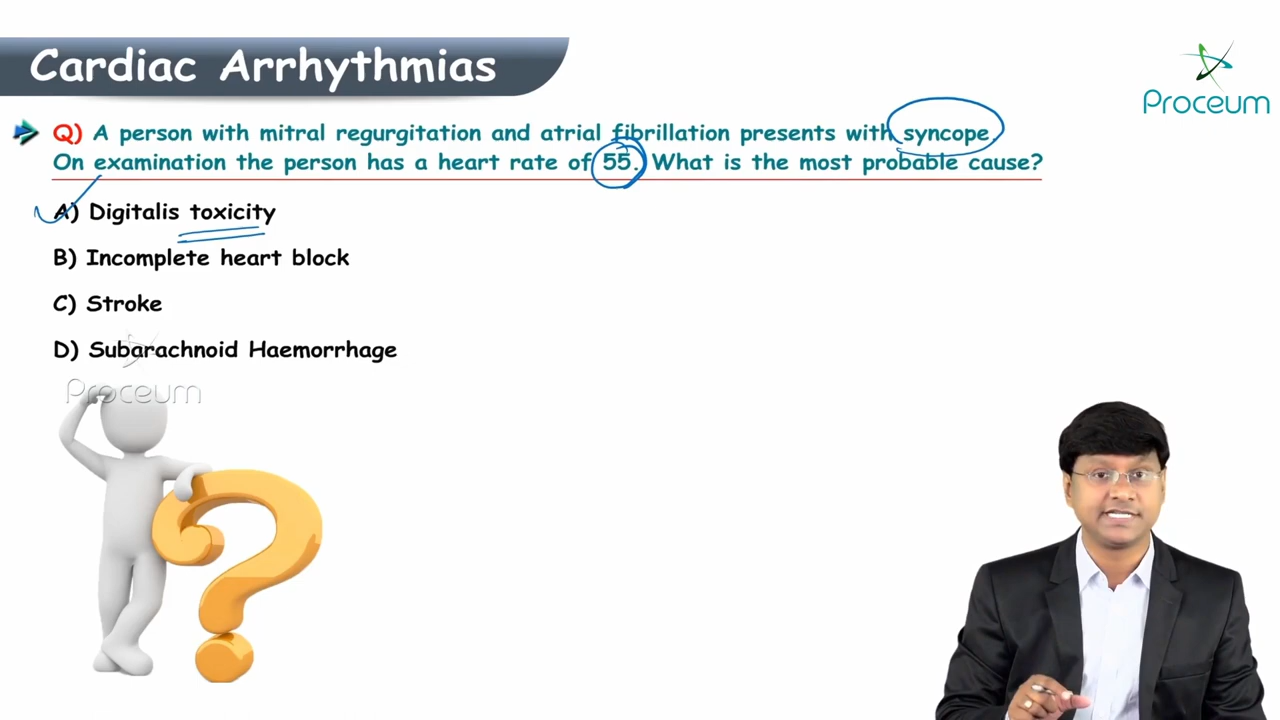 Cardiac Arrhythmias
Proceum
Q) A person with mitral regurgitation and atrial fibrillation presents with syncope.
On examination the person has a heart rate of 55. What is the most probable cause?
A) Digitalis toxicity
B) Incomplete heart block
C) Stroke
D) Subarachnoid Haemorrhage
Proceum